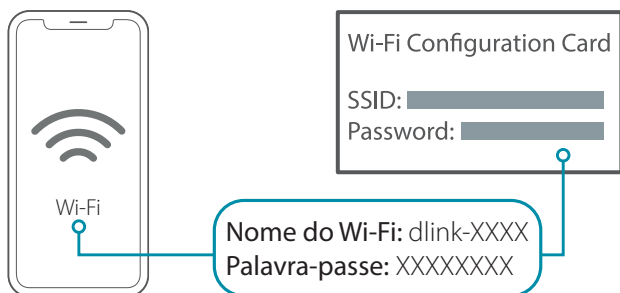 Wi-Fi Configuration Card
SSID:
Password:
Wi-Fi
Nome do Wi-Fi: dlink-XXXX
Palavra-passe: XXXXXXXX